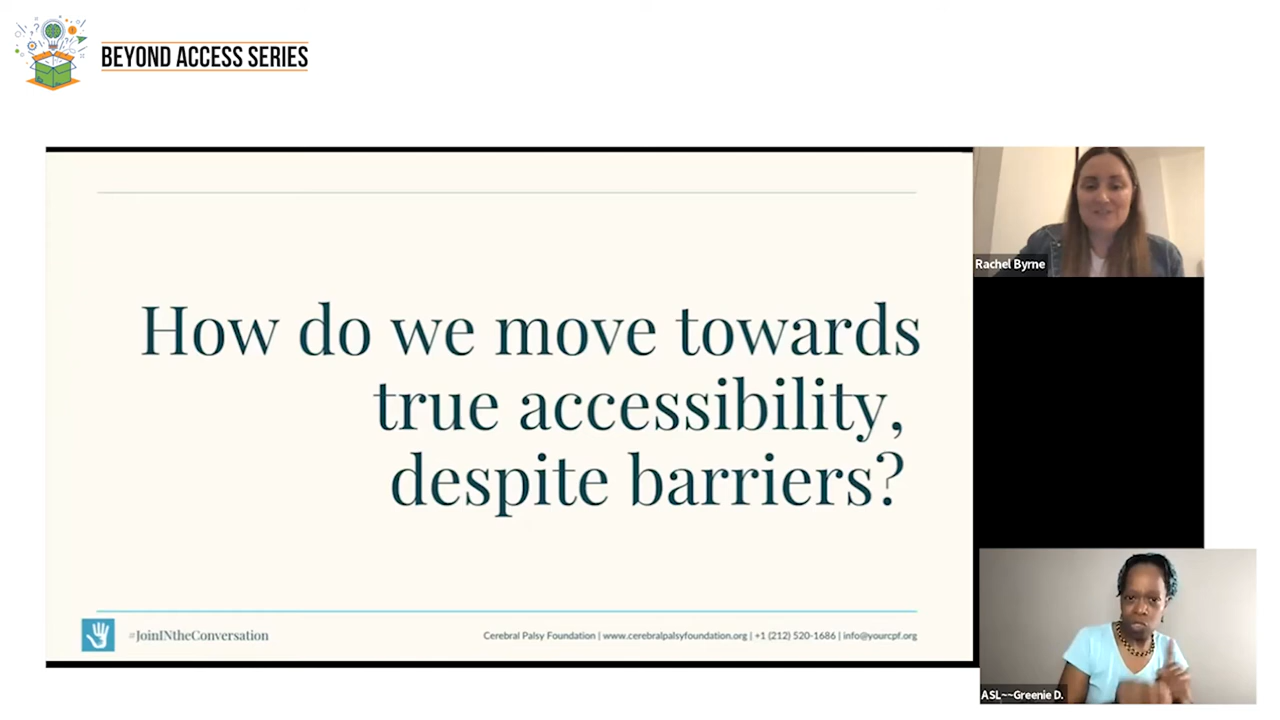 BEYOND ACCESS SERIES
Rachel Byrne
How do we move towards
true accessibility,
despite barriers?
#JoinINtheConversation
Cerebral Palsy Foundation | www.cerebralpalsyfoundation.org | +1 (212) 520-1686 | info@yourcpf.org
ASL~~Greenie D.